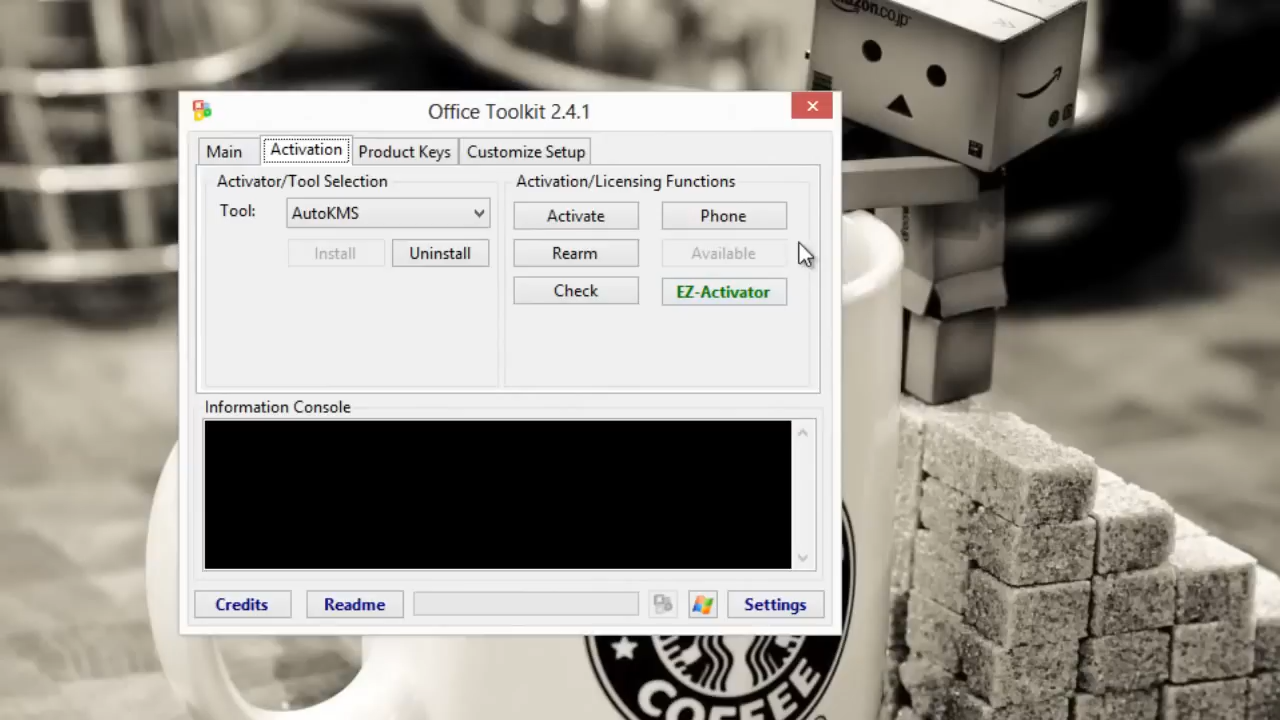 azon.co.jp
Office Toolkit 2.4.1
Main
Activation
Product Keys
Customize Setup
Activator/Tool Selection
Tool:
AutoKMS
Install
Uninstall
Activation/Licensing Functions
Activate
Phone
Rearm
Available
Check
EZ-Activator
Information Console
Credits
Readme
Settings
COFFEE